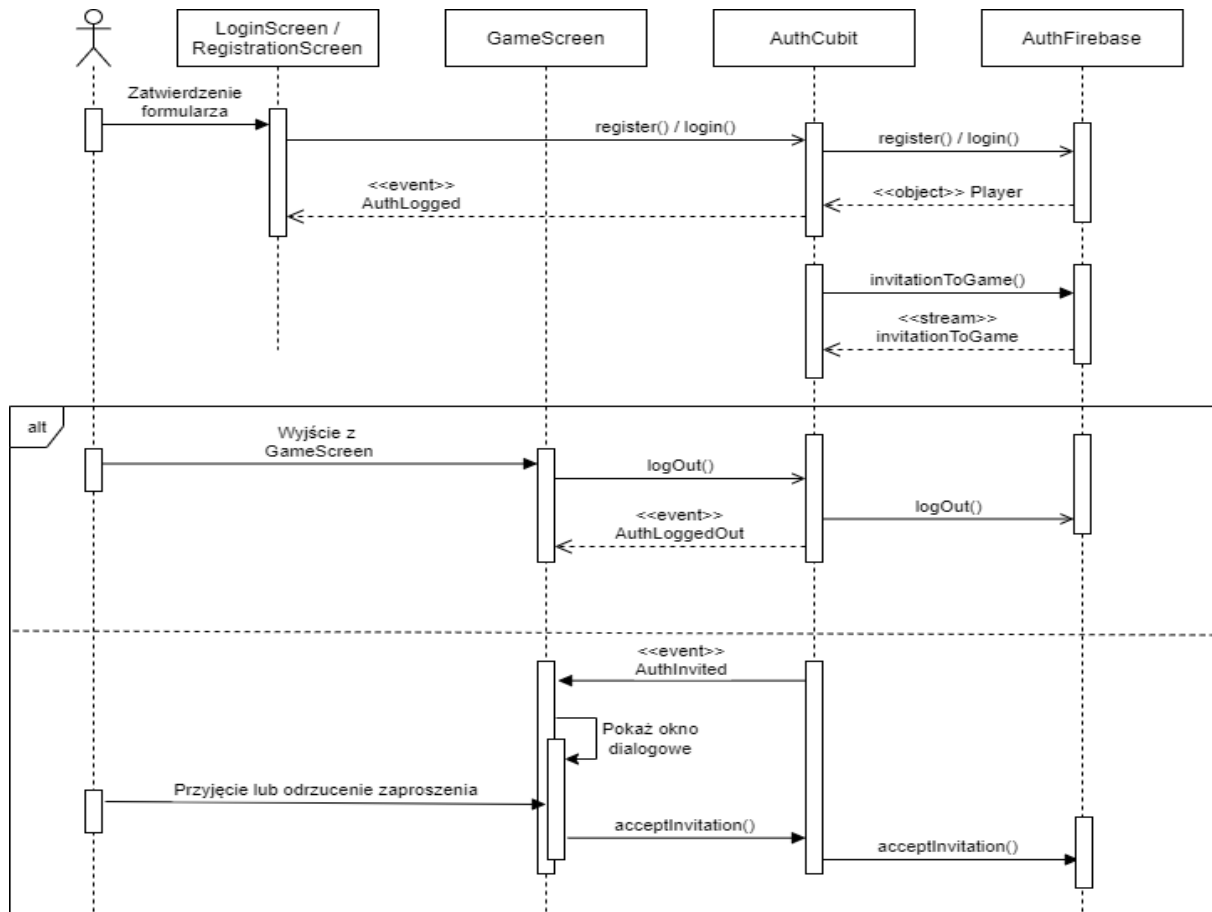 LoginScreen /
RegistrationScreen
GameScreen
AuthCubit
AuthFirebase
Zatwierdzenie
formularza
register() / login()
register() / login()
<<event>>
AuthLogged
<<object>> Player
invitationToGame()
<<stream>>
invitationToGame
alt
Wyjście z
GameScreen
logOut()
logOut()
<<event>>
AuthLoggedOut
<<event>>
AuthInvited
Pokaż okno
dialogowe
Przyjęcie lub odrzucenie zaproszenia
acceptInvitation()
acceptInvitation()